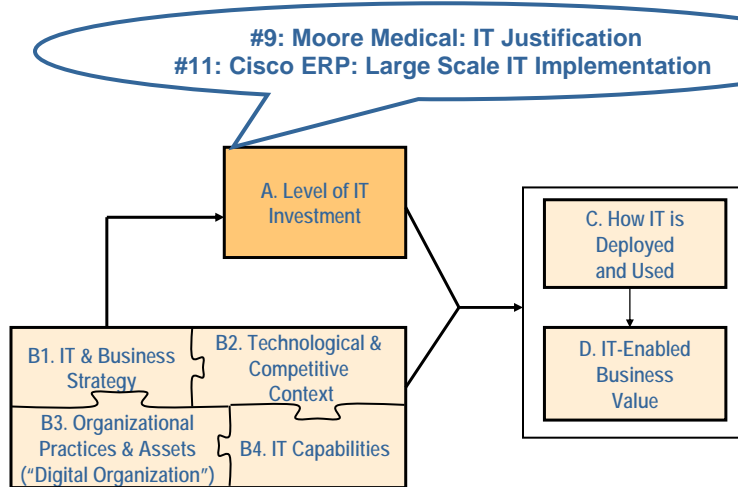 #9: Moore Medical: IT Justification
#11: Cisco ERP: Large Scale IT Implementation
A. Level of IT
Investment
C. How IT is
Deployed
and Used
D. IT-Enabled
Business
Value
B1. IT & Business
Strategy
B2. Technological &
Competitive
Context
B3. Organizational
Practices & Assets
(“Digital Organization”)
B4. IT Capabilities